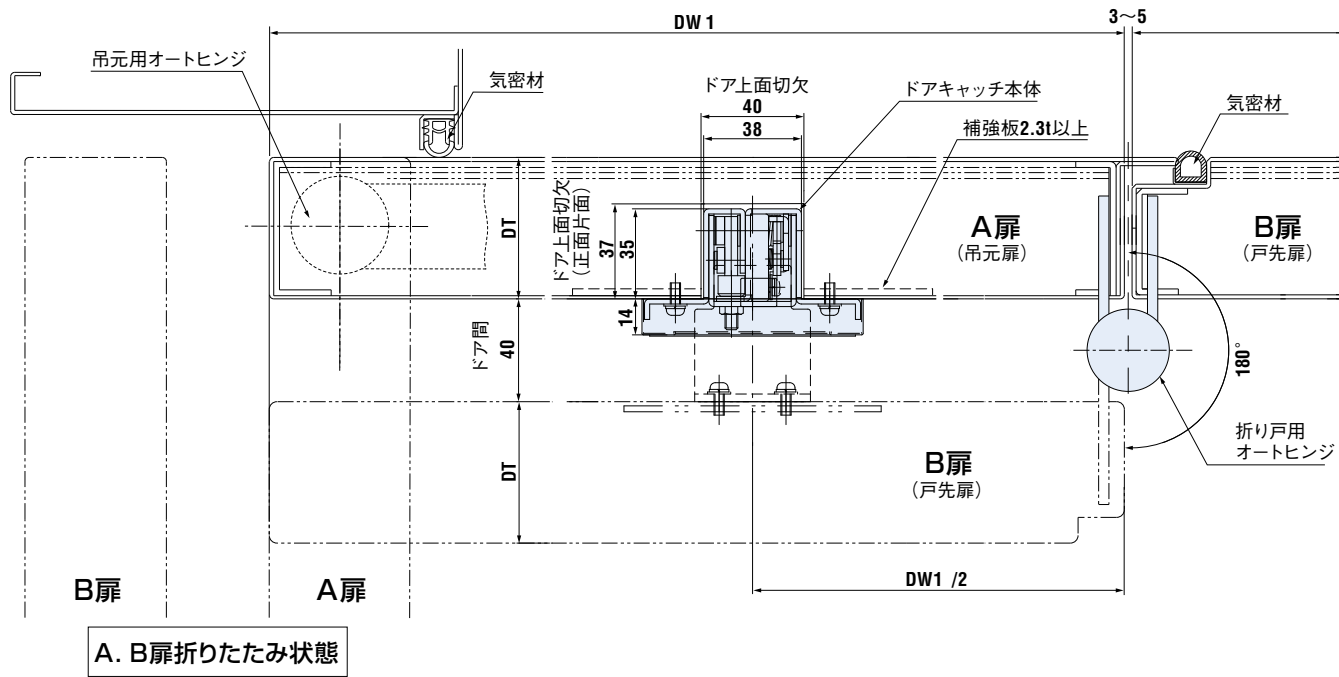 DW1
3〜5
吊元用オートヒンジ
気密材
ドア上面切欠
40
38
ドアキャッチ本体
補強板2.3t以上
気密材
DT
ドア上面切欠
(正面片面)
37
35
A扉
(吊元扉)
B扉
(戸先扉)
14
ドア間
40
180°
折り戸用
オートヒンジ
DT
B扉
(戸先扉)
DW1 /2
B扉
A扉
A. B扉折りたたみ状態